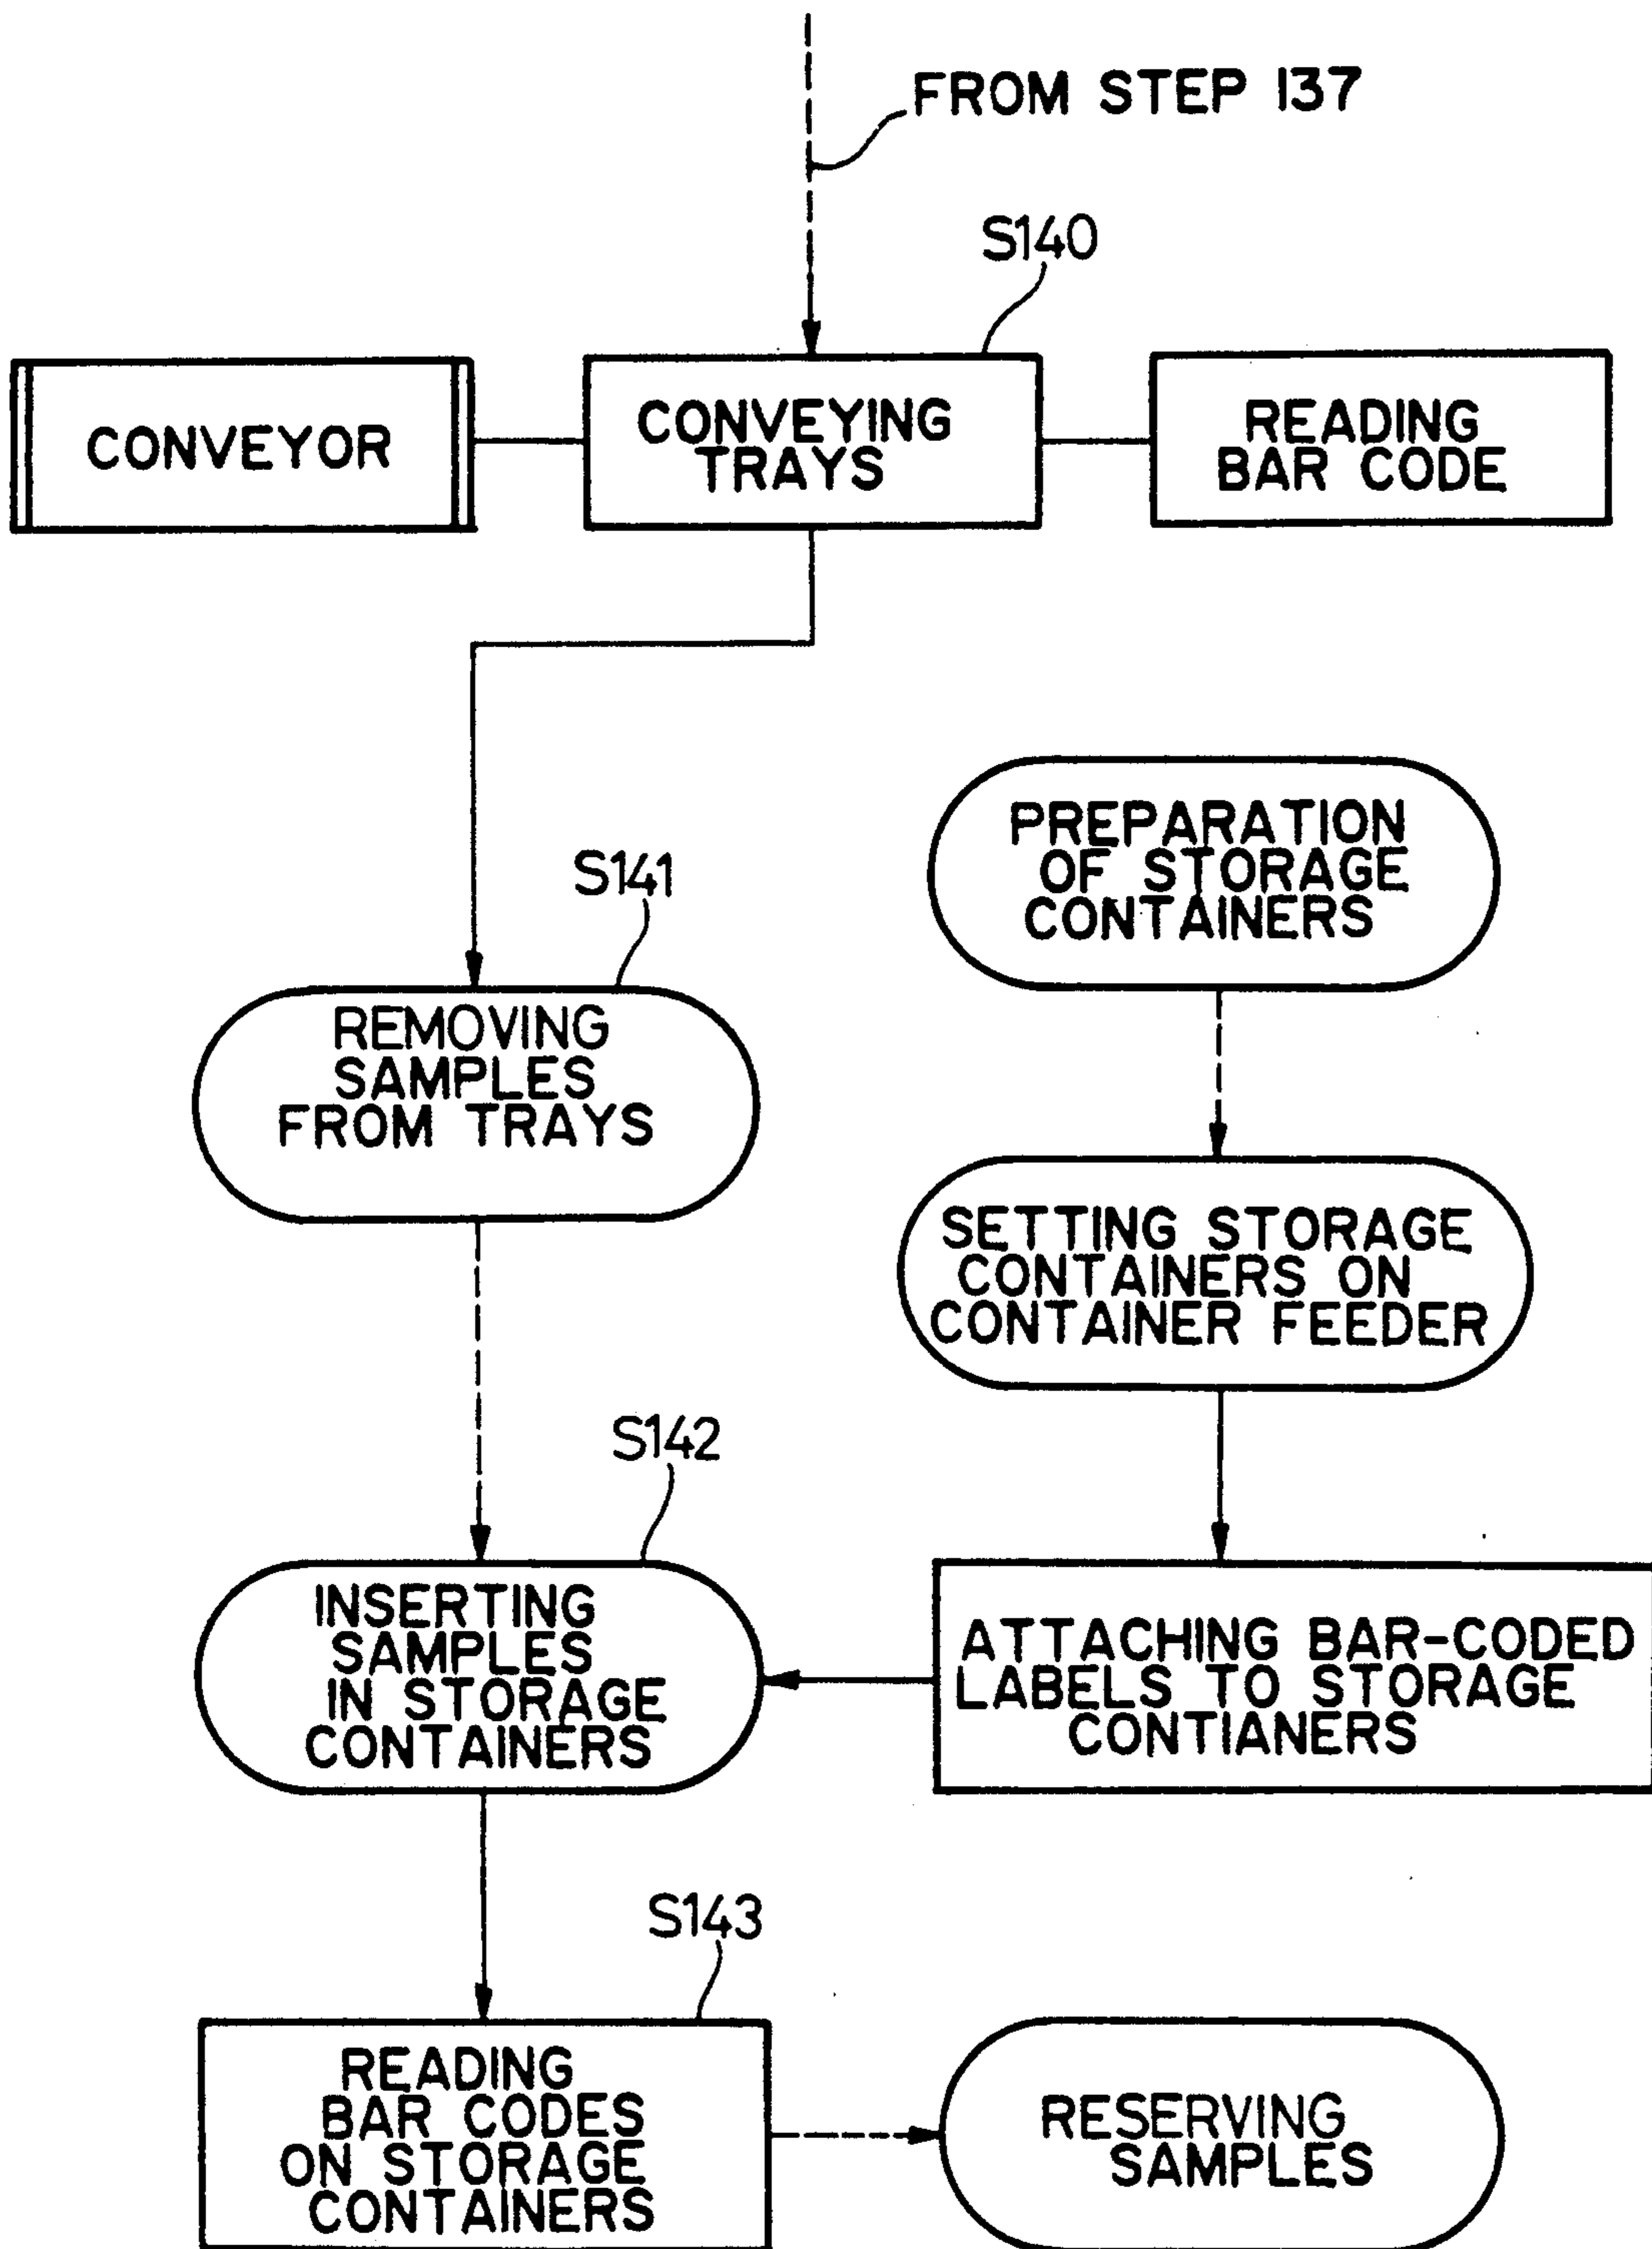 FROM STEP 137
S140
CONVEYOR
CONVEYING
TRAYS
READING
BAR CODE
PREPARATION
OF STORAGE
CONTAINERS
S141
REMOVING
SAMPLES
FROM TRAYS
SETTING STORAGE
CONTAINERS ON
CONTAINER FEEDER
S142
INSERTING
SAMPLES
IN STORAGE
CONTAINERS
ATTACHING BAR-CODED
LABELS TO STORAGE
CONTIANERS
S143
READING
BAR CODES
ON STORAGE
CONTAINERS
RESERVING
SAMPLES